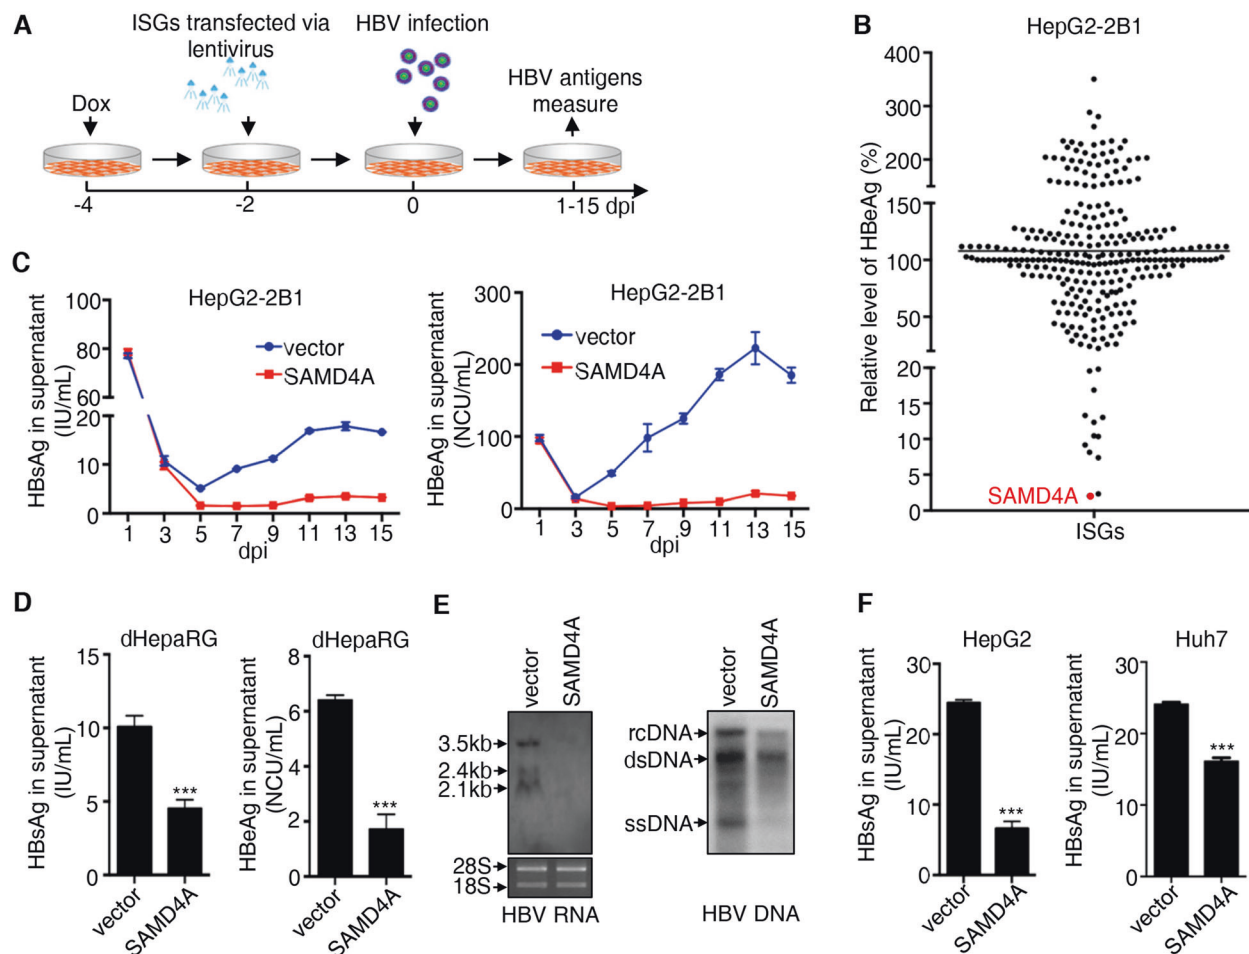 A
ISGs transfected via
lentivirus
HBV infection
HBV antigens
measure
Dox
-4
-2
0
1-15 dpi
B
HepG2-2B1
Relative level of HBeAg (%)
400
300
200
150
100
50
20
15
10
5
0
SAMD4A
ISGs
C
HepG2-2B1
HBsAg in supernatant
(IU/mL)
100
80
60
20
10
0
vector
SAMD4A
1 3 5 7 9 11 13 15
dpi
HepG2-2B1
HBeAg in supernatant
(NCU/mL)
300
200
100
0
vector
SAMD4A
1 3 5 7 9 11 13 15
dpi
D
dHepaRG
HBsAg in supernatant
(IU/mL)
15
10
5
0
***
vector
SAMD4A
dHepaRG
HBeAg in supernatant
(NCU/mL)
8
6
4
2
0
***
vector
SAMD4A
E
vector
SAMD4A
3.5kb
2.4kb
2.1kb
28S
18S
HBV RNA
vector
SAMD4A
rcDNA
dsDNA
ssDNA
HBV DNA
F
HepG2
HBsAg in supernatant
(IU/mL)
30
20
10
0
***
vector
SAMD4A
Huh7
HBsAg in supernatant
(IU/mL)
30
20
10
0
***
vector
SAMD4A